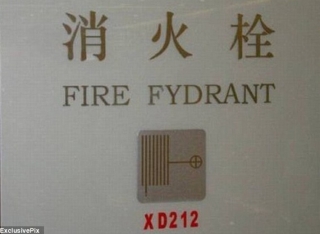 消火栓
FIRE FYDRANT
XD212
ExclusivePix